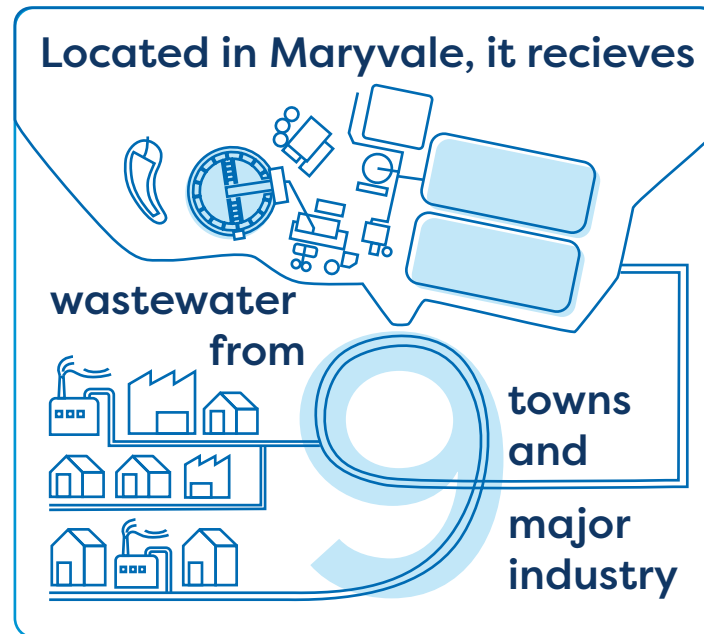 Located in Maryvale, it recieves
wastewater
from
9
towns
and
major
industry